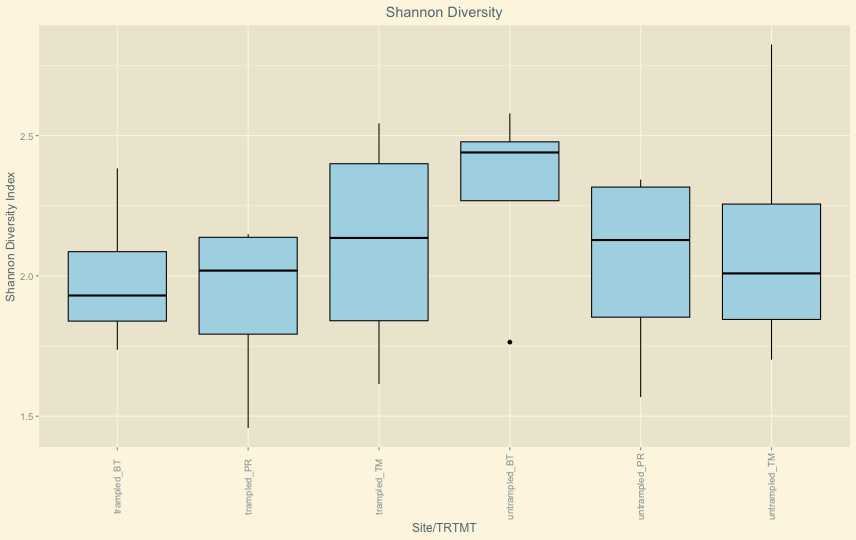 Shannon Diversity
Shannon Diversity Index
2.5
2.0
1.5
trampled_BT
trampled_PR
trampled_TM
untrampled_BT
untrampled_PR
untrampled_TM
Site/TRTMT